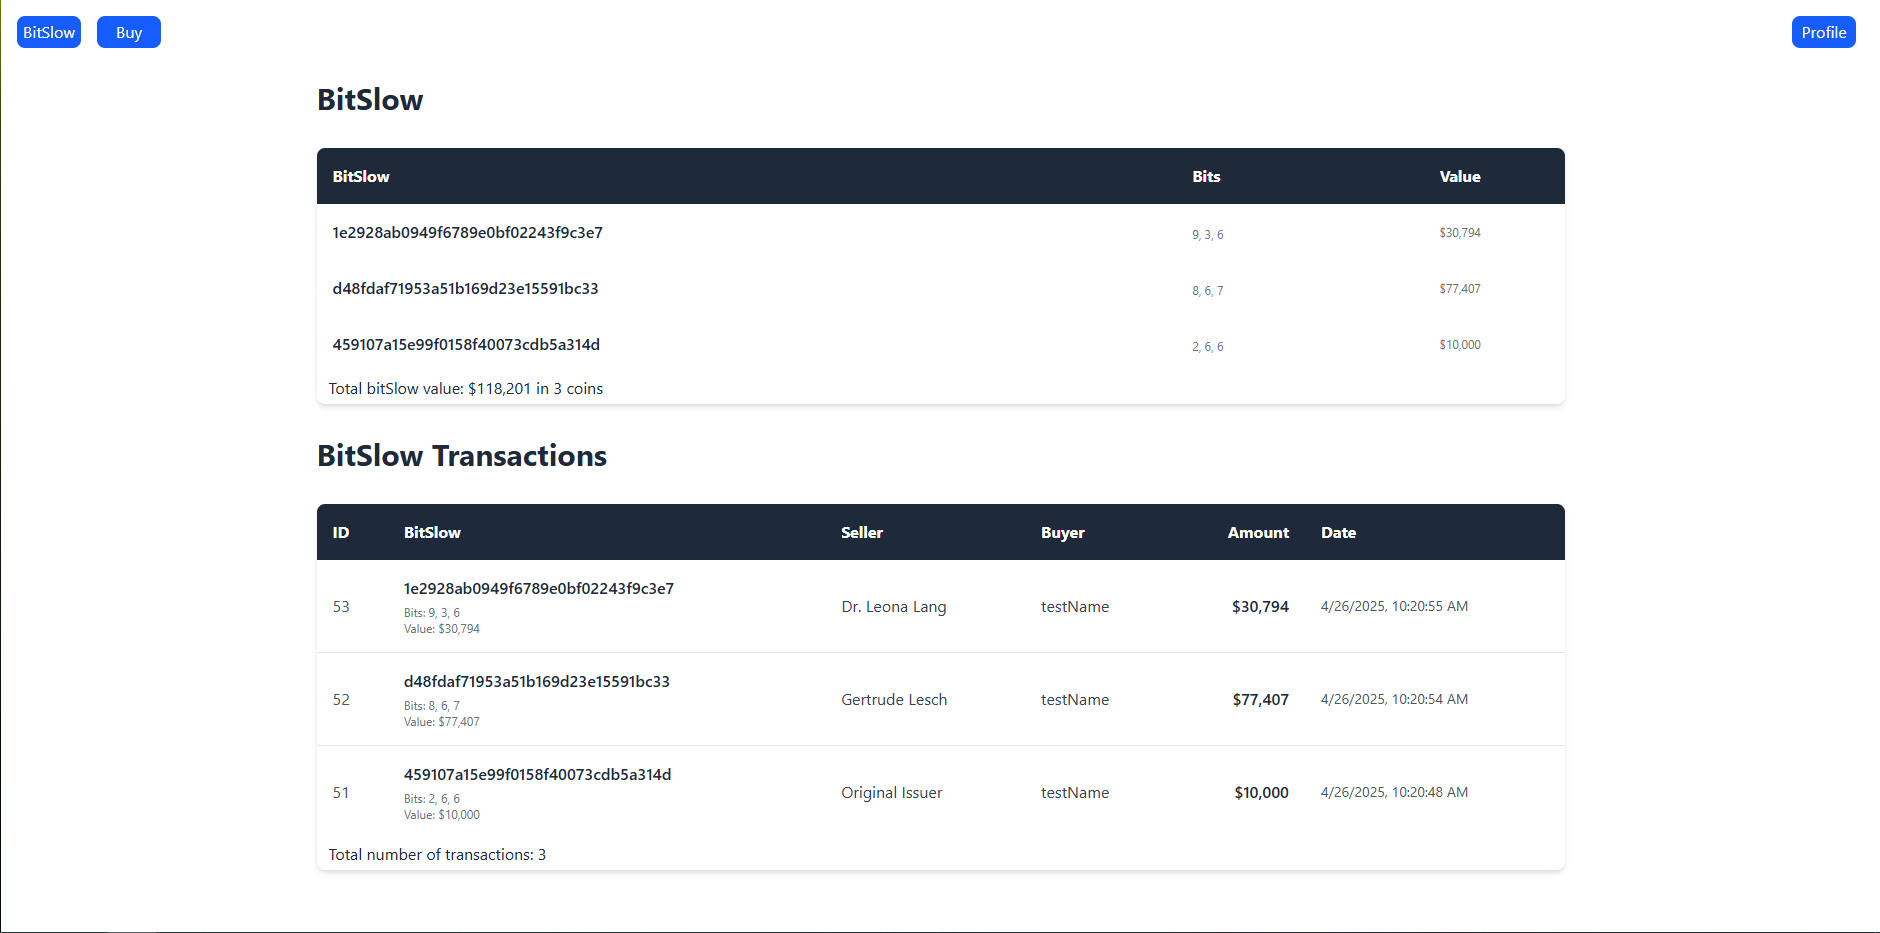 BitSlow Buy Profile
BitSlow
BitSlow Bits Value
1e2928ab0949f6789e0bf02243f9c3e7 9, 3, 6 $30,794
d48fdaf71953a51b169d23e15591bc33 8, 6, 7 $77,407
459107a15e99f0158f40073cdb5a314d 2, 6, 6 $10,000
Total bitSlow value: $118,201 in 3 coins
BitSlow Transactions
ID BitSlow Seller Buyer Amount Date
1e2928ab0949f6789e0bf02243f9c3e7
53 Dr. Leona Lang testName $30,794 4/26/2025, 10:20:55 AM
Bits: 9, 3, 6
Value: $30,794
d48fdaf71953a51b169d23e15591bc33
52 Gertrude Lesch testName $77,407 4/26/2025, 10:20:54 AM
Bits: 8, 6, 7
Value: $77,407
459107a15e99f0158f40073cdb5a314d
51 Original Issuer testName $10,000 4/26/2025, 10:20:48 AM
Bits: 2, 6, 6
Value: $10,000
Total number of transactions: 3